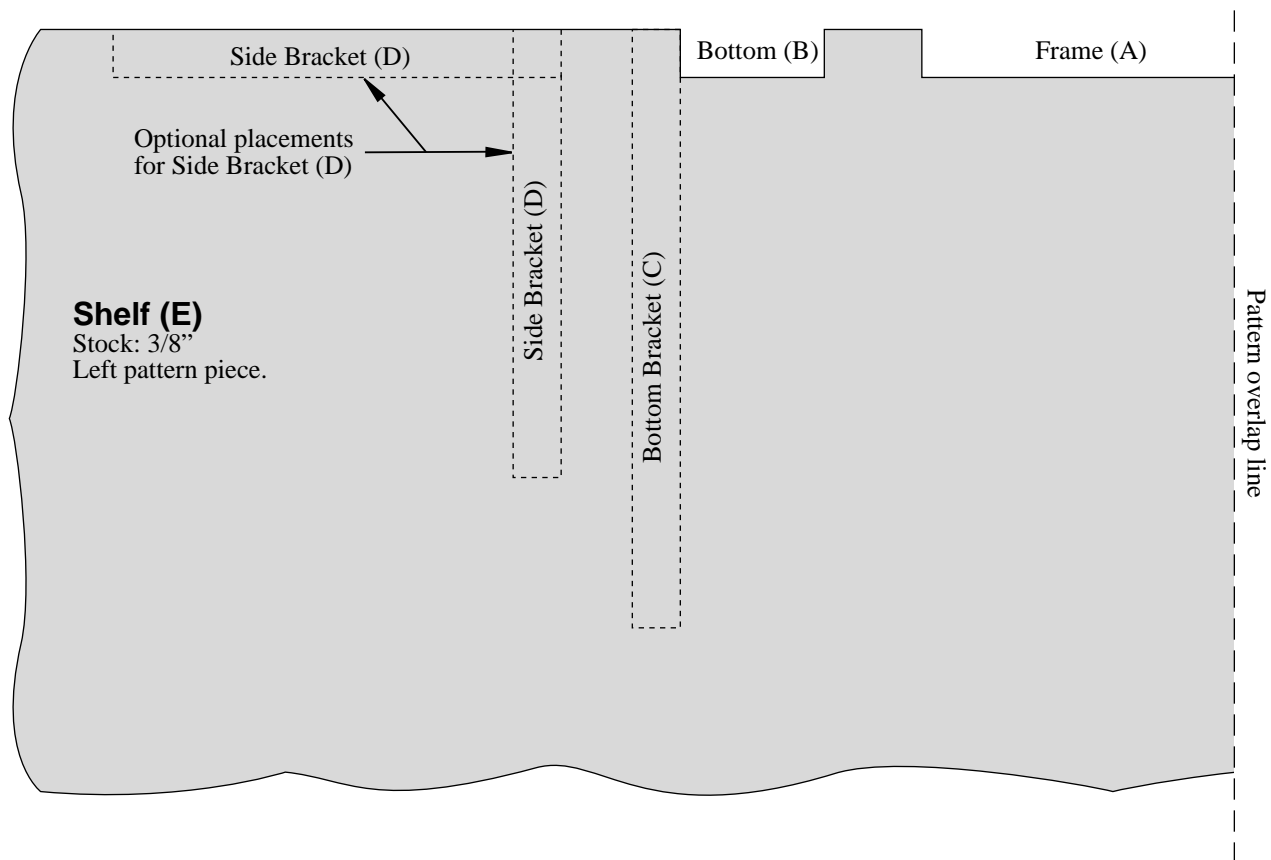 Side Bracket (D)
Bottom (B)
Frame (A)
Optional placements
for Side Bracket (D)
Side Bracket (D)
Bottom Bracket (C)
Shelf (E)
Stock: 3/8”
Left pattern piece.
Pattern overlap line